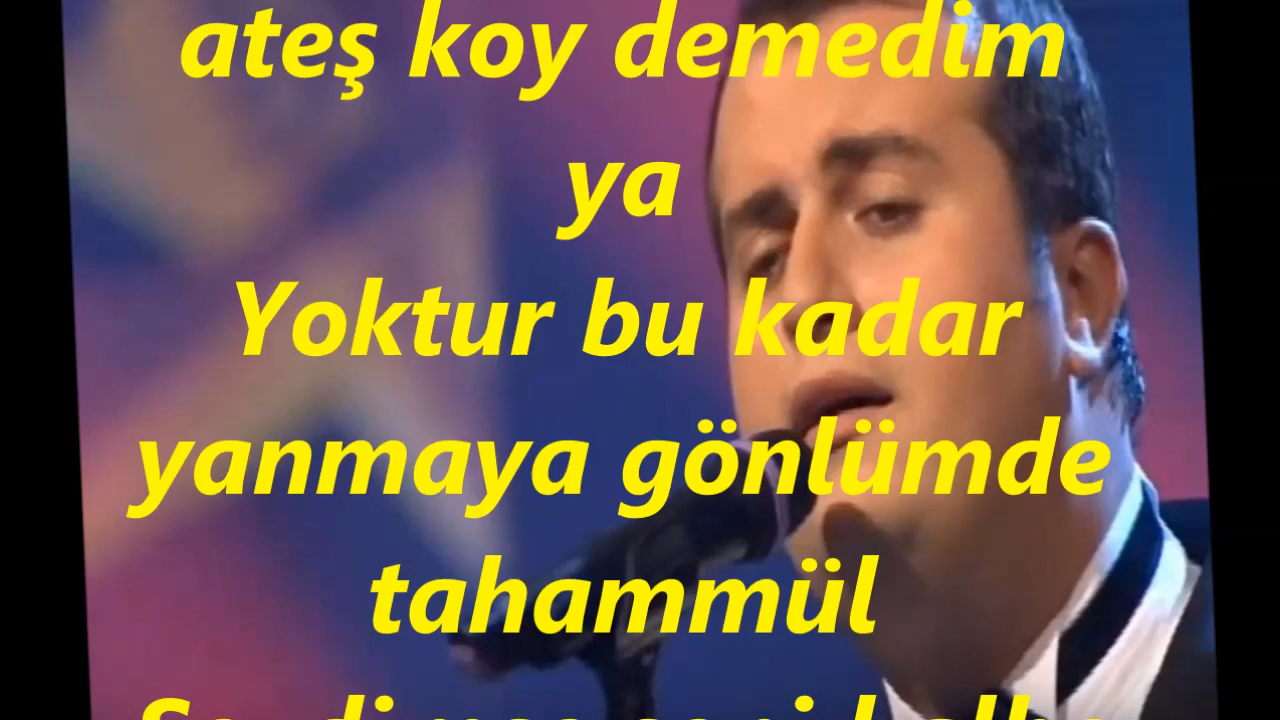 ateş koy demedim
ya
Yoktur bu kadar
yanmaya gönlümde
tahammül